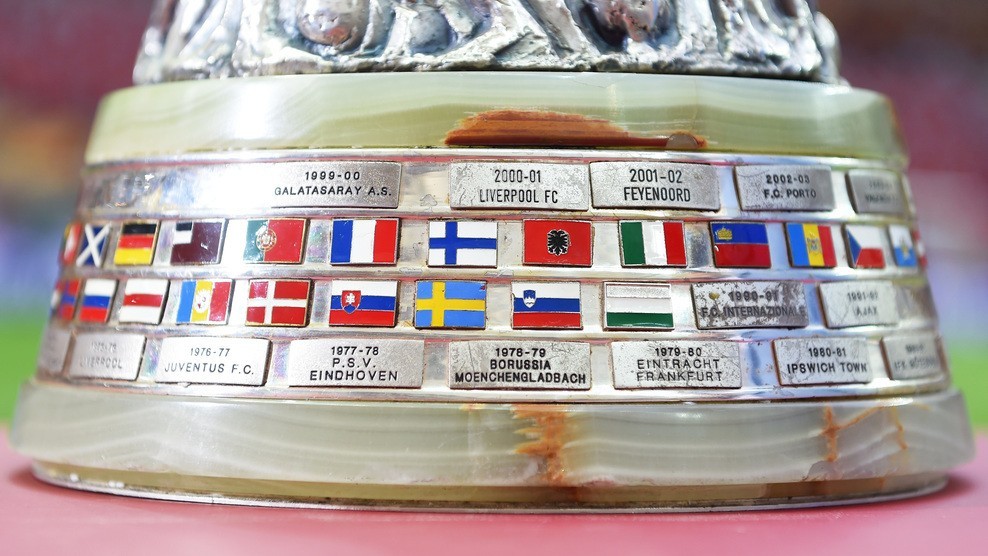 1999-00
GALATASARAY A.S.
2000-01
LIVERPOOL FC
2001-02
FEYENOORD
2002-03
F.C. PORTO
1990-91
F.C. INTERNAZIONALE
1991-92
AJAX
LIVERPOOL
1976-77
JUVENTUS F.C.
1977-78
P.S.V.
EINDHOVEN
1978-79
BORUSSIA
MOENCHENGLADBACH
1979-80
EINTRACHT
FRANKFURT
1980-81
IPSWICH TOWN